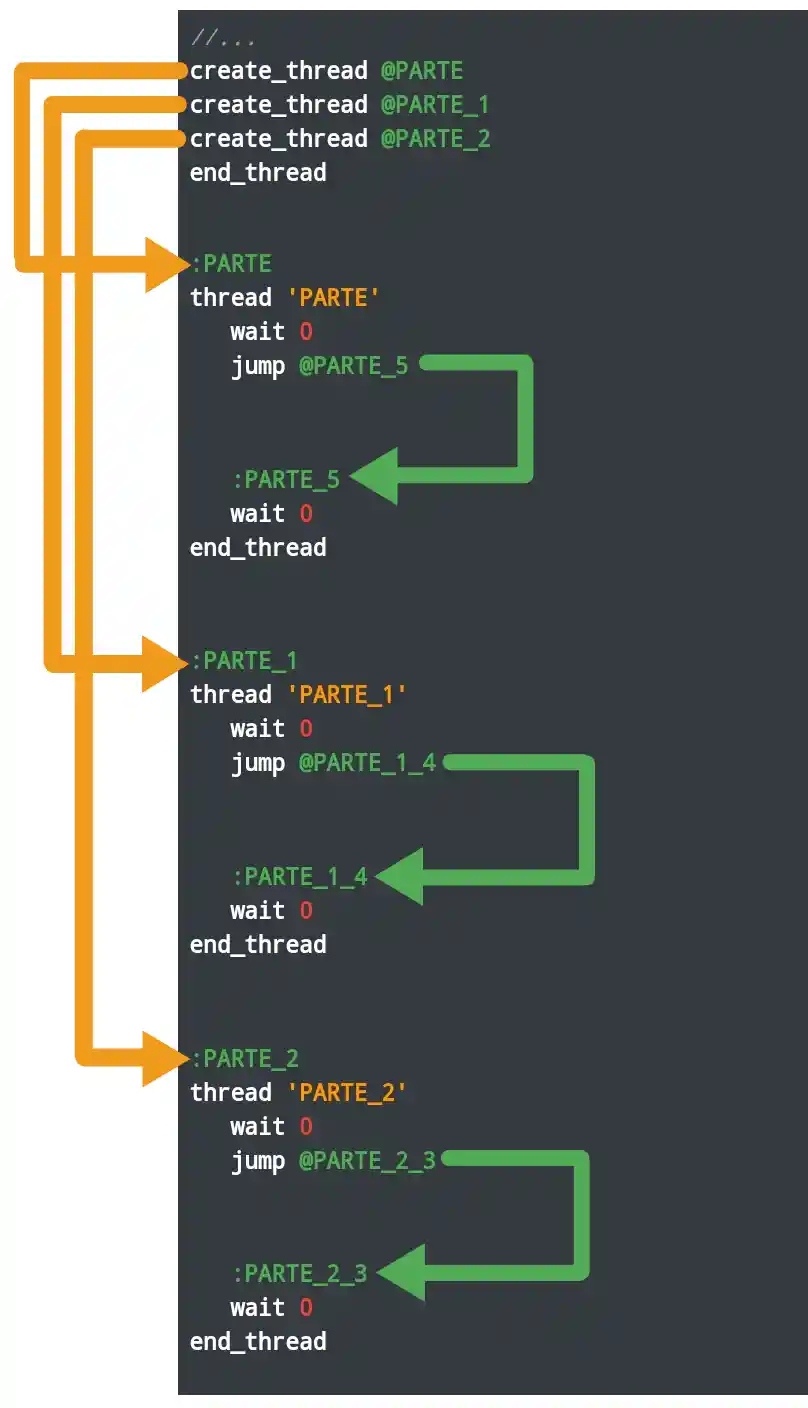 //...
create_thread @PARTE
create_thread @PARTE_1
create_thread @PARTE_2
end_thread
:PARTE
thread 'PARTE'
wait 0
jump @PARTE_5
:PARTE_5
wait 0
end_thread
:PARTE_1
thread 'PARTE_1'
wait 0
jump @PARTE_1_4
:PARTE_1_4
wait 0
end_thread
:PARTE_2
thread 'PARTE_2'
wait 0
jump @PARTE_2_3
:PARTE_2_3
wait 0
end_thread